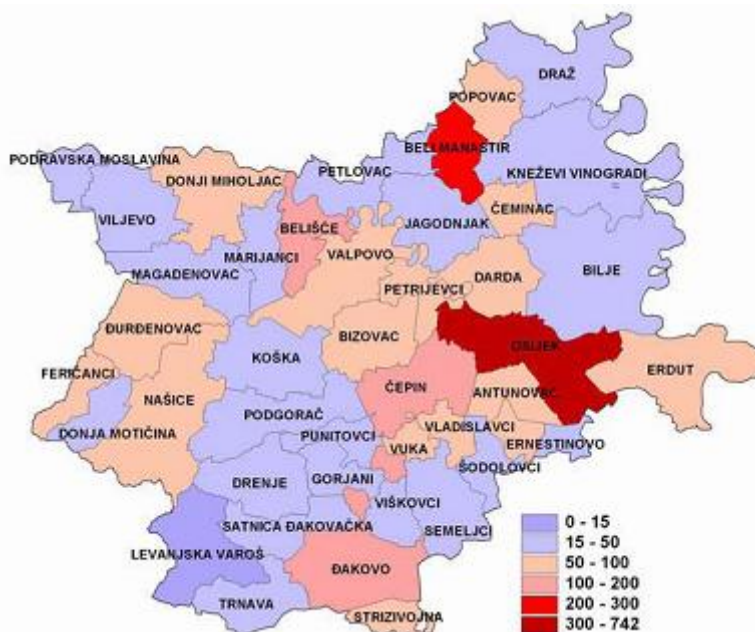 DRAŽ
POPOVAC
BELI MANASTIR
KNEŽEVI VINOGRADI
PODRAVSKA MOSLAVINA
DONJI MIHOLJAC
PETLOVAC
VILJEVO
BELIŠĆE
JAGODNJAK
ČEMINAC
MARIJANCI
VALPOVO
MAGADENOVAC
DARDA
BILJE
PETRIJEVCI
ĐURĐENOVAC
KOŠKA
BIZOVAC
OSIJEK
ERDUT
FERIČANCI
NAŠICE
ČEPIN
ANTUNOVAC
PODGORAČ
VLADISLAVCI
DONJA MOTIČINA
PUNITOVCI
VUKA
ERNESTINOVO
ŠODOLOVCI
DRENJE
GORJANI
VIŠKOVCI
SATNICA ĐAKOVAČKA
SEMELJCI
LEVANJSKA VAROŠ
ĐAKOVO
TRNAVA
STRIZIVOJNA
0 - 15
15 - 50
50 - 100
100 - 200
200 - 300
300 - 742